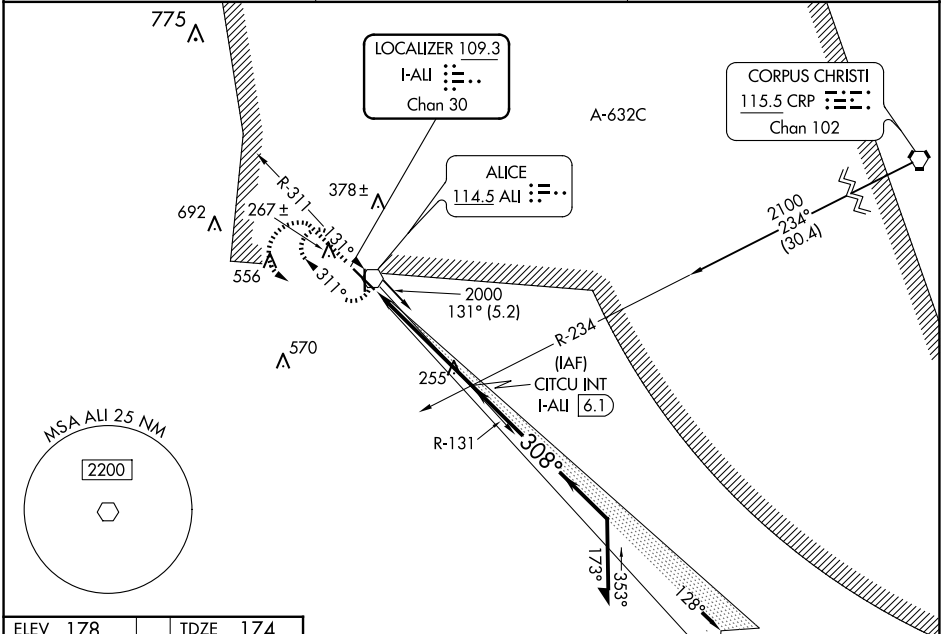 775
LOCALIZER 109.3
I-ALI
Chan 30
CORPUS CHRISTI
115.5 CRP
Chan 102
A-632C
ALICE
114.5 ALI
R-311
131°
378±
692
267±
556
311°
2100
234°
(30.4)
2000
131° (5.2)
R-234
570
(IAF)
255
CITCU INT
I-ALI 6.1
R-131
308°
MSA ALI 25 NM
2200
173°
353°
128°
ELEV 178
TDZE 174